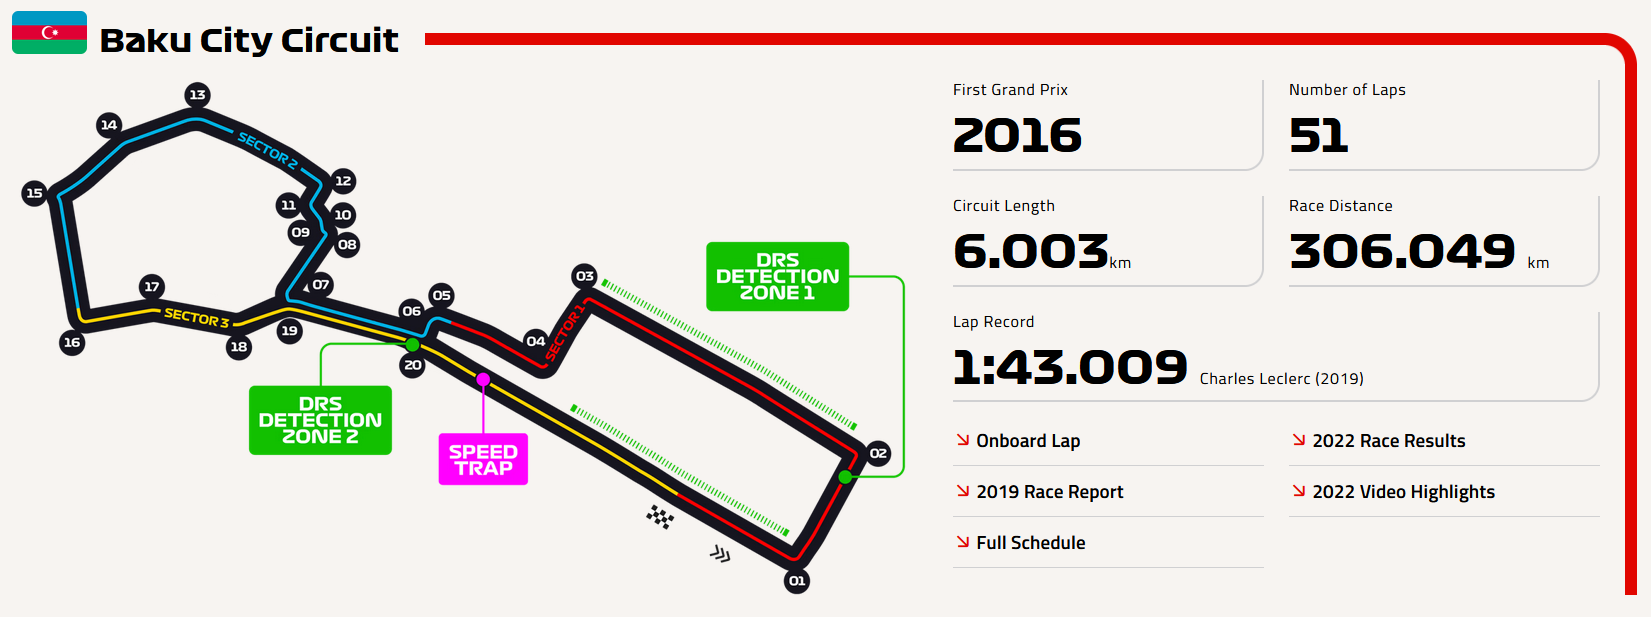 Baku City Circuit
First Grand Prix
2016
Number of Laps
51
Circuit Length
6.003km
Race Distance
306.049 km
Lap Record
1:43.009 Charles Leclerc (2019)
Onboard Lap
2022 Race Results
2019 Race Report
2022 Video Highlights
Full Schedule
13
14
SECTOR 2
12
15
11
10
09
08
07
17
SECTOR 3
16
18
19
06
05
20
04
SECTOR 1
03
02
01
DRS
DETECTION
ZONE 1
DRS
DETECTION
ZONE 2
SPEED
TRAP